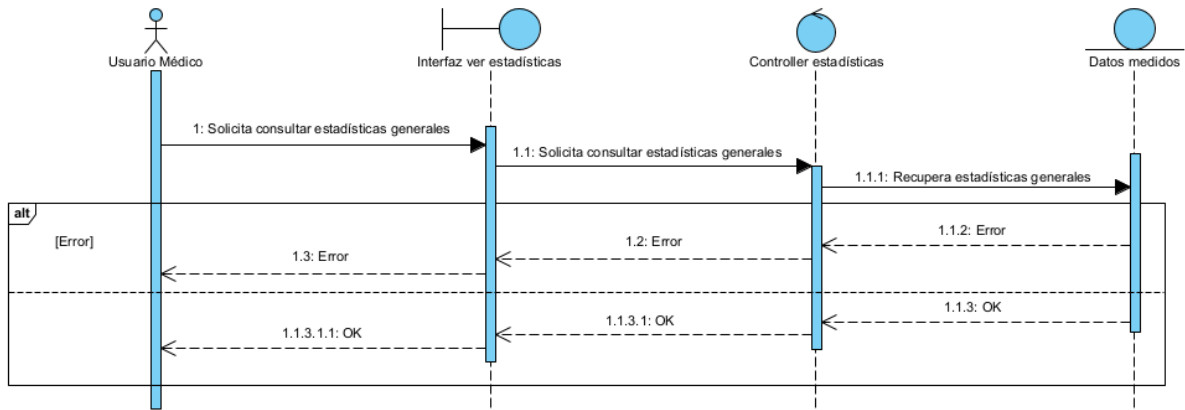 Usuario Médico
Interfaz ver estadísticas
Controller estadísticas
Datos medidos
1: Solicita consultar estadísticas generales
1.1: Solicita consultar estadísticas generales
1.1.1: Recupera estadísticas generales
alt
[Error]
1.1.2: Error
1.2: Error
1.3: Error
1.1.3: OK
1.1.3.1: OK
1.1.3.1.1: OK